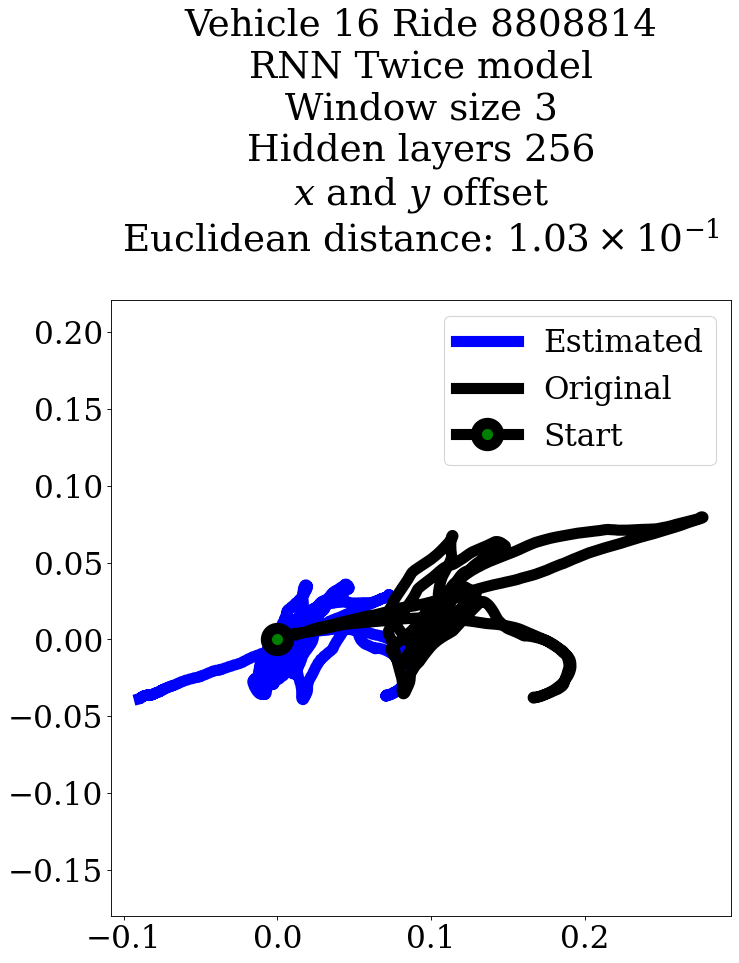 Vehicle 16 Ride 8808814
RNN Twice model
Window size 3
Hidden layers 256
x and y offset
Euclidean distance: 1.03 × 10⁻¹
Estimated
Original
Start
0.20
0.15
0.10
0.05
0.00
−0.05
−0.10
−0.15
−0.1 0.0 0.1 0.2